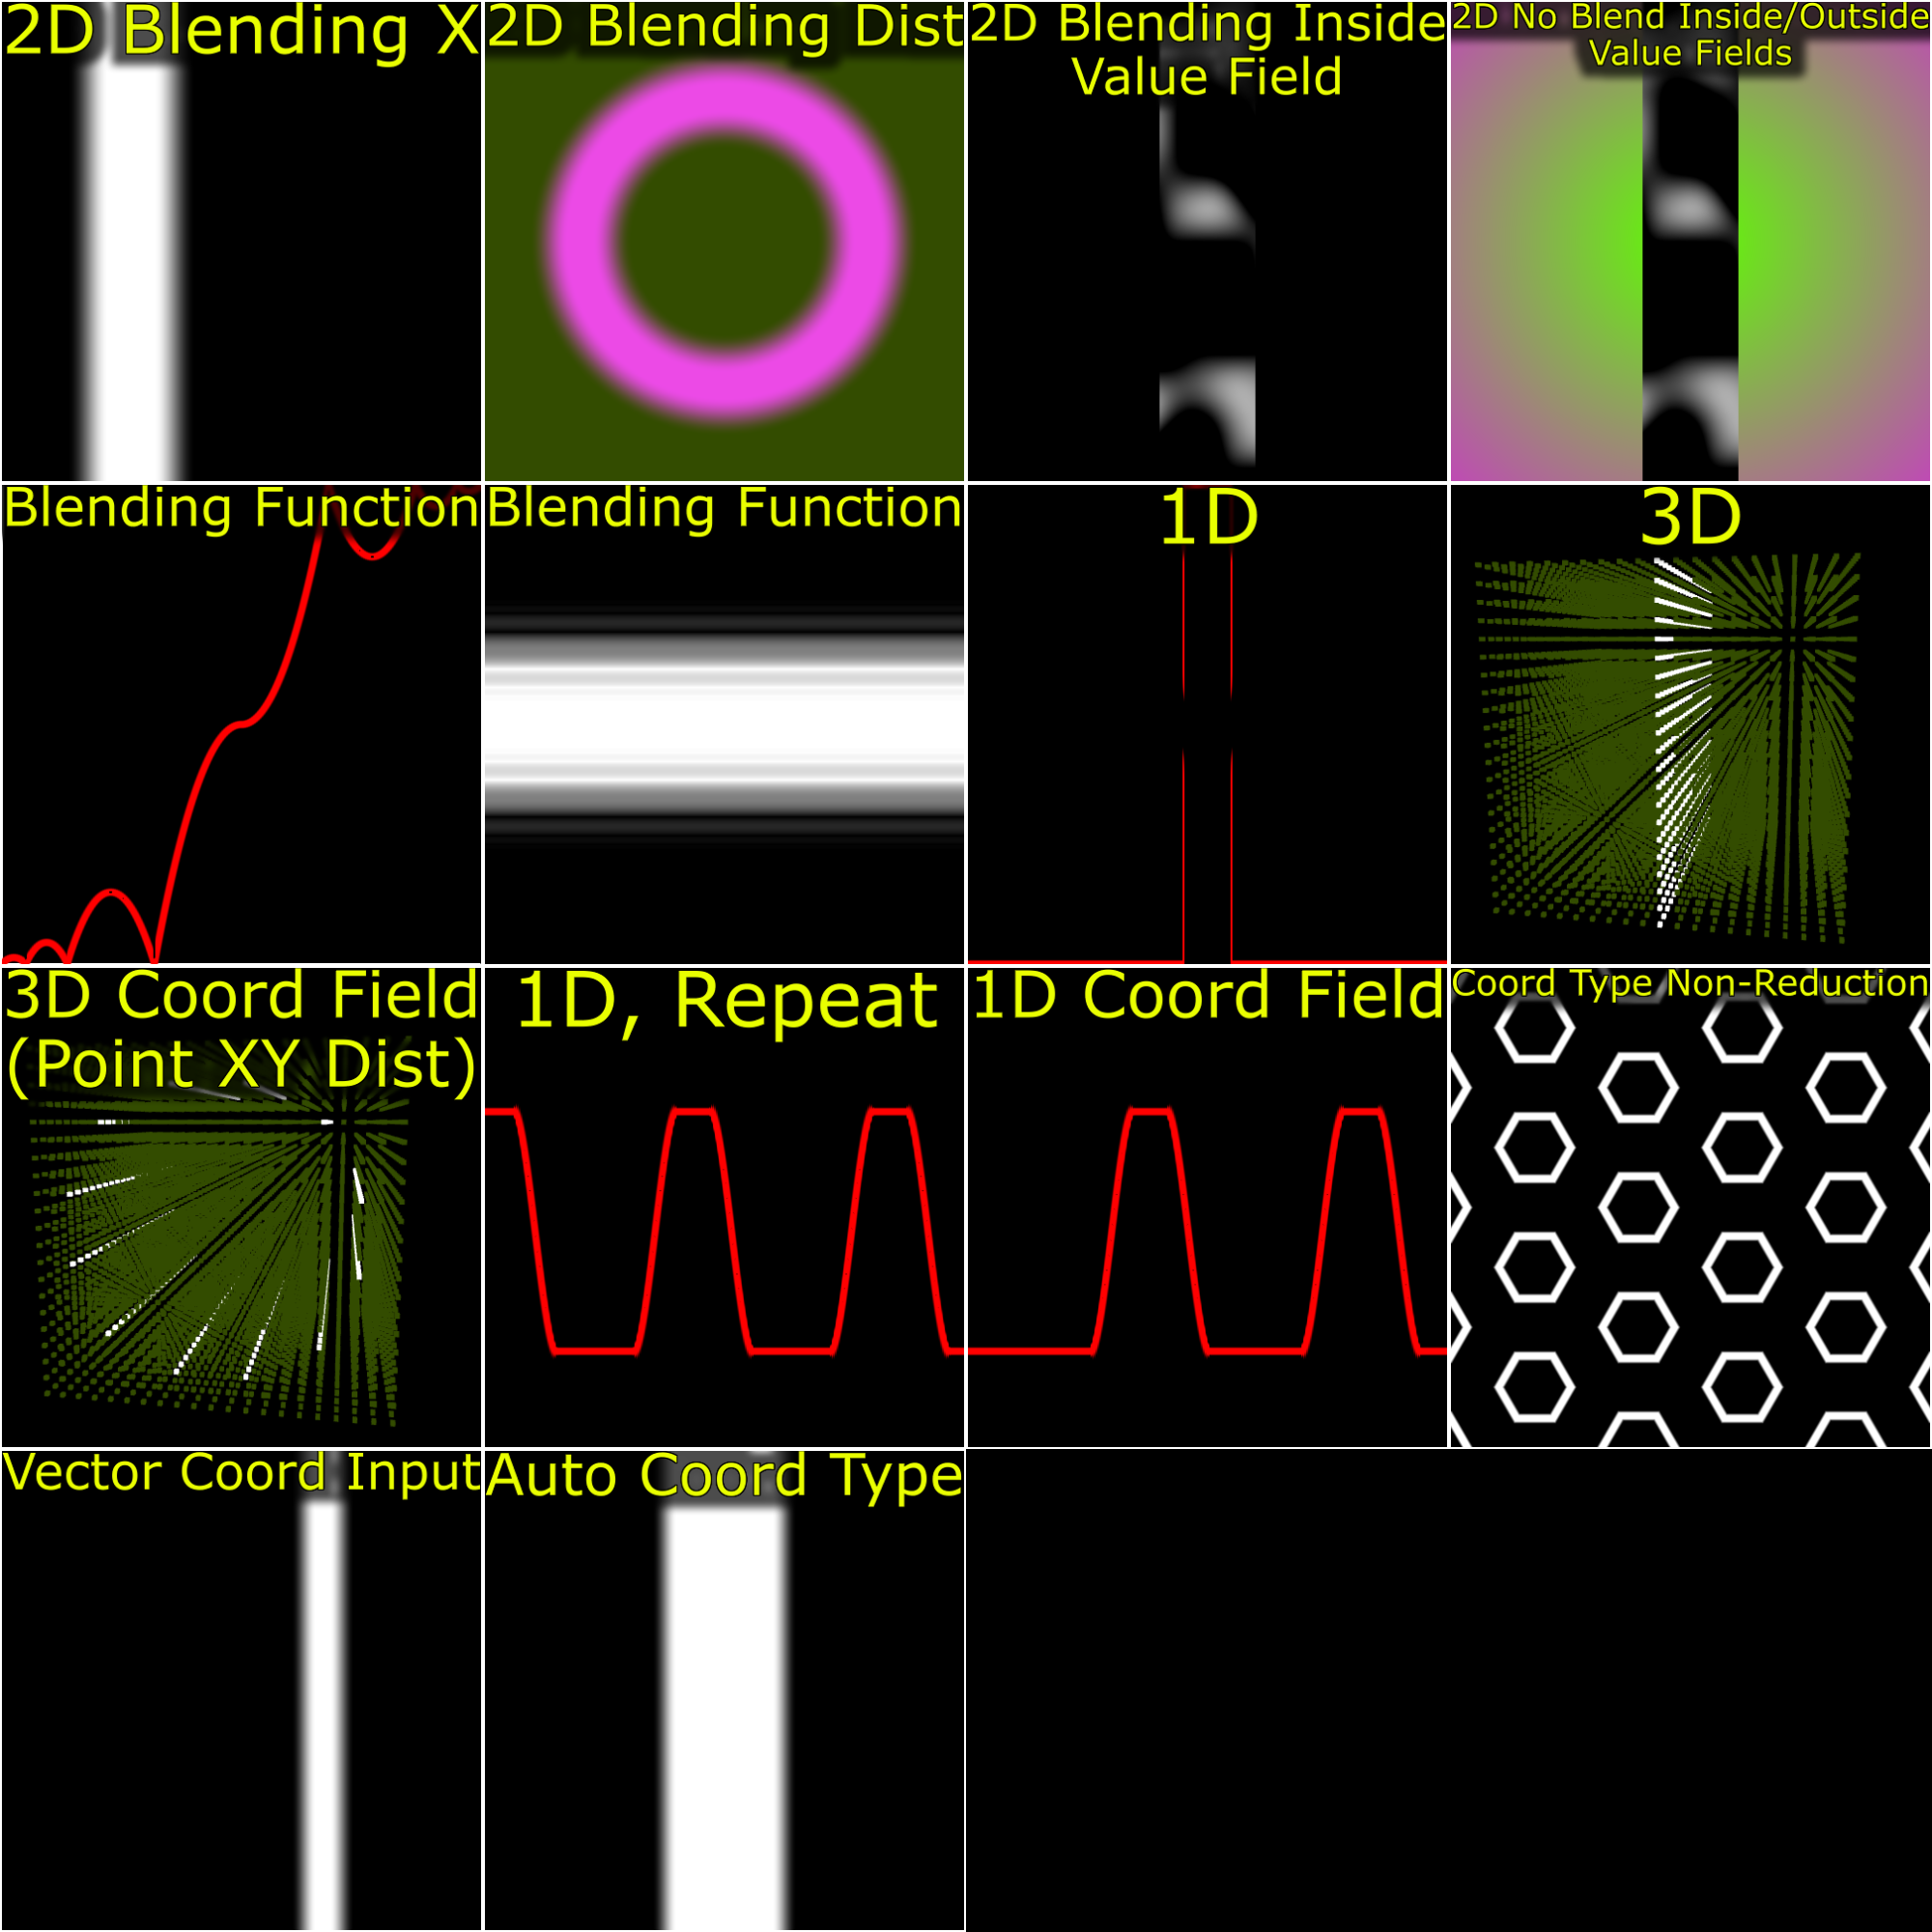 2D Blending X
2D Blending Dist
2D Blending Inside
Value Field
2D No Blend Inside/Outside
Value Fields
Blending Function
Blending Function
1D
3D
3D Coord Field
(Point XY Dist)
1D, Repeat
1D Coord Field
Coord Type Non-Reduction
Vector Coord Input
Auto Coord Type